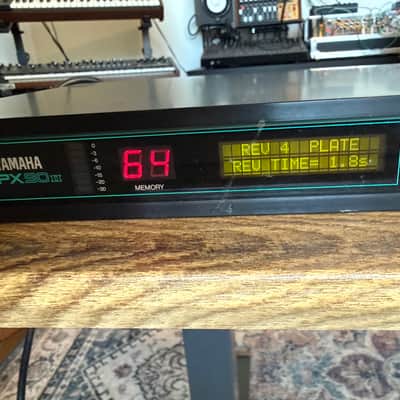 YAMAHA
SPX90II
64
MEMORY
REV 4 PLATE
REV TIME= 1.8s